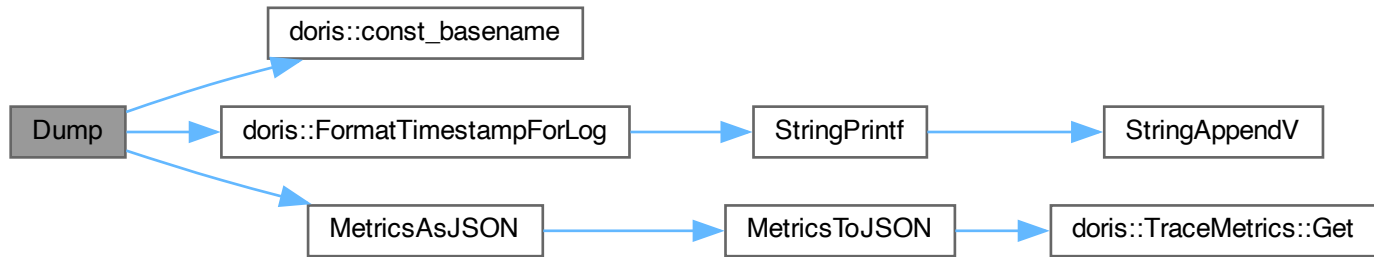 doris::const_basename
Dump
doris::FormatTimestampForLog
StringPrintf
StringAppendV
MetricsAsJSON
MetricsToJSON
doris::TraceMetrics::Get